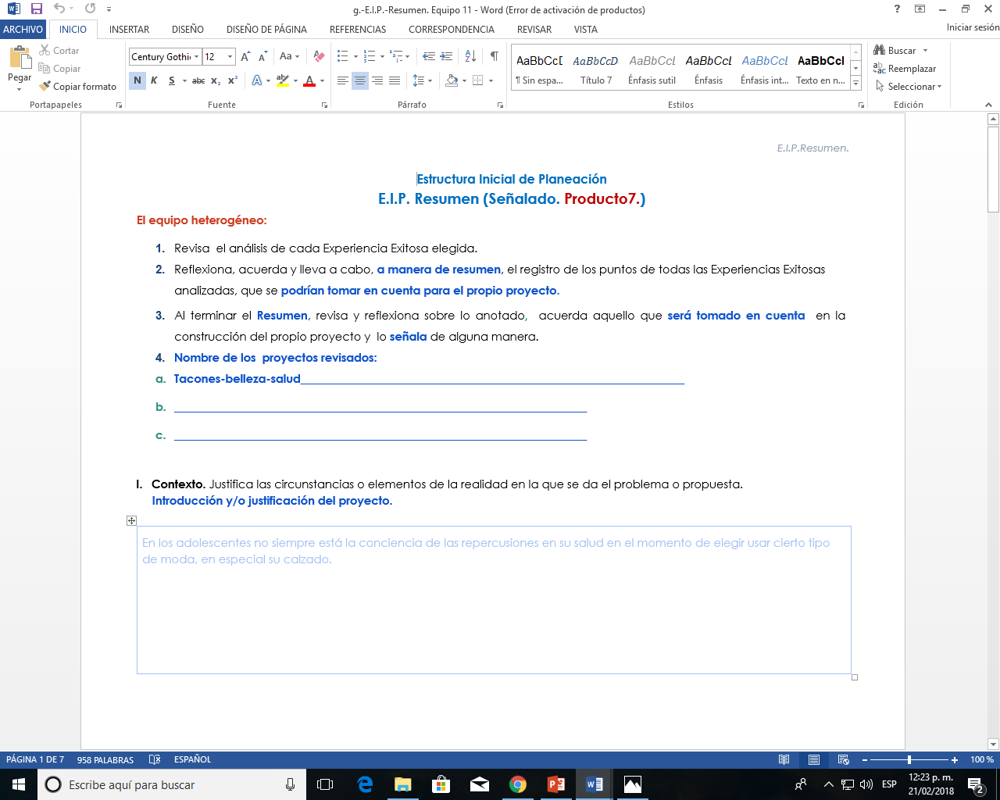 g.-E.I.P.-Resumen. Equipo 11 - Word (Error de activación de productos)
ARCHIVO INICIO INSERTAR DISEÑO DISEÑO DE PÁGINA REFERENCIAS CORRESPONDENCIA REVISAR VISTA Iniciar sesión
Pegar
Cortar
Copiar
Copiar formato
Portapapeles
Century Gothi 12
N K S abc x₂ x²
Fuente
Párrafo
AaBbCcD AaBbCcD AaBbCcL AaBbCcL AaBbCcL AaBbCcl
¶ Sin espa... Título 7 Énfasis sutil Énfasis Énfasis int... Texto en n...
Estilos
Buscar
Reemplazar
Seleccionar
Edición
E.I.P.Resumen.
Estructura Inicial de Planeación
E.I.P. Resumen (Señalado. Producto7.)
El equipo heterogéneo:
1. Revisa el análisis de cada Experiencia Exitosa elegida.
2. Reflexiona, acuerda y lleva a cabo, a manera de resumen, el registro de los puntos de todas las Experiencias Exitosas
analizadas, que se podrían tomar en cuenta para el propio proyecto.
3. Al terminar el Resumen, revisa y reflexiona sobre lo anotado, acuerda aquello que será tomado en cuenta en la
construcción del propio proyecto y lo señala de alguna manera.
4. Nombre de los proyectos revisados:
a. Tacones-belleza-salud
b.
c.
I. Contexto. Justifica las circunstancias o elementos de la realidad en la que se da el problema o propuesta.
Introducción y/o justificación del proyecto.
En los adolescentes no siempre está la conciencia de las repercusiones en su salud en el momento de elegir usar cierto tipo
de moda, en especial su calzado.
PÁGINA 1 DE 7 958 PALABRAS ESPAÑOL 100 %
Escribe aquí para buscar
ESP
12:23 p. m.
21/02/2018
2